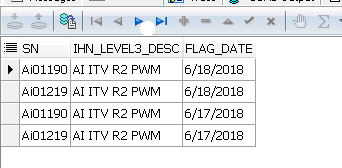 SN IHN_LEVEL3_DESC FLAG_DATE
Ai01190 AI ITV R2 PWM 6/18/2018
Ai01219 AI ITV R2 PWM 6/18/2018
Ai01190 AI ITV R2 PWM 6/17/2018
Ai01219 AI ITV R2 PWM 6/17/2018